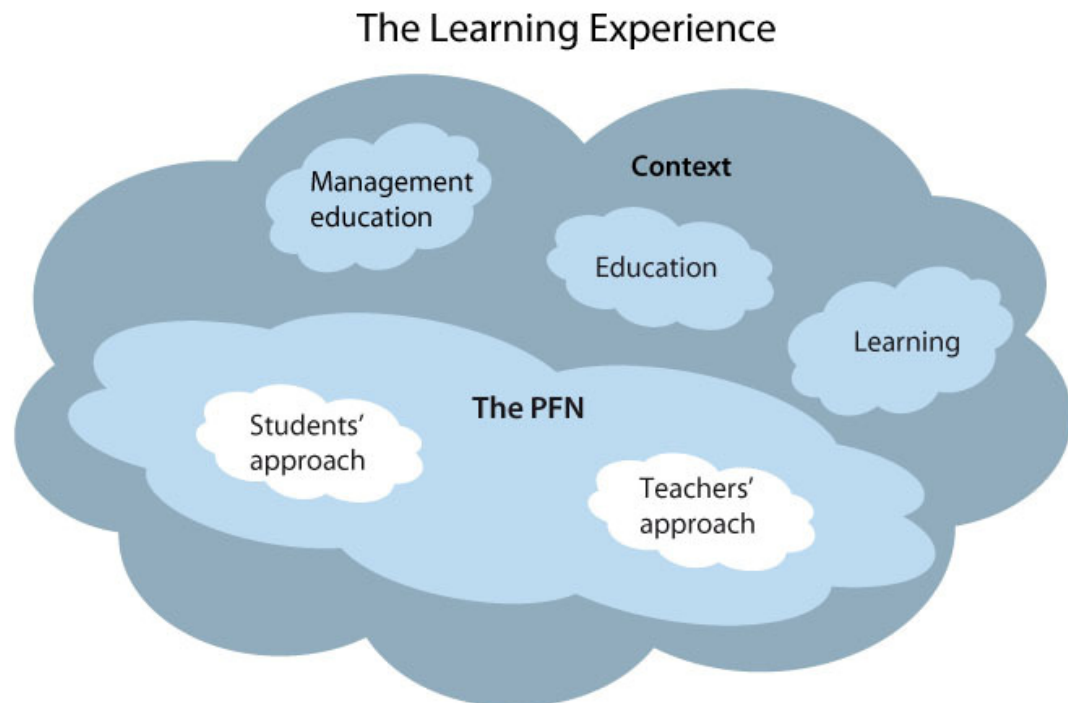 The Learning Experience
Management
education
Context
Education
Learning
The PFN
Students’
approach
Teachers’
approach